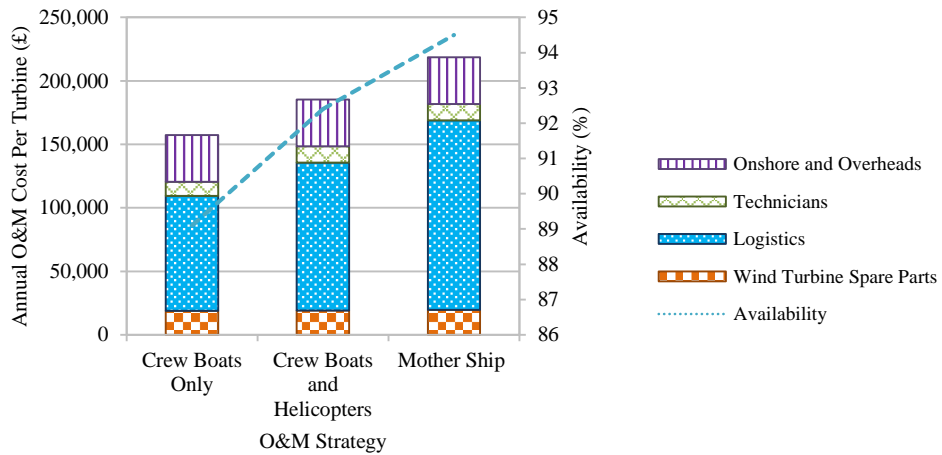 250,000
200,000
150,000
100,000
50,000
0
Annual O&M Cost Per Turbine (£)
95
94
93
92
91
90
89
88
87
86
Availability (%)
Crew Boats
Only
Crew Boats
and
Helicopters
Mother Ship
O&M Strategy
Onshore and Overheads
Technicians
Logistics
Wind Turbine Spare Parts
Availability